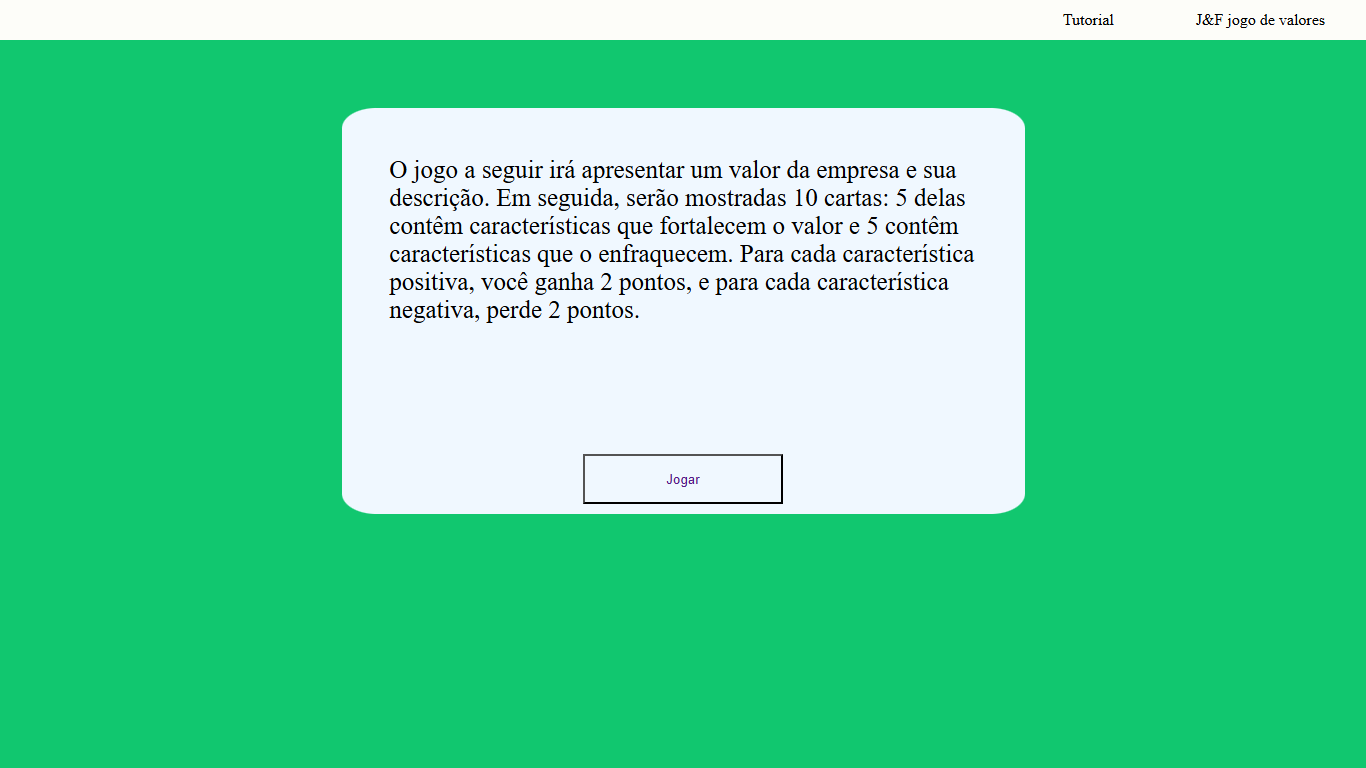 Tutorial
J&F jogo de valores
O jogo a seguir irá apresentar um valor da empresa e sua
descrição. Em seguida, serão mostradas 10 cartas: 5 delas
contêm características que fortalecem o valor e 5 contêm
características que o enfraquecem. Para cada característica
positiva, você ganha 2 pontos, e para cada característica
negativa, perde 2 pontos.
Jogar